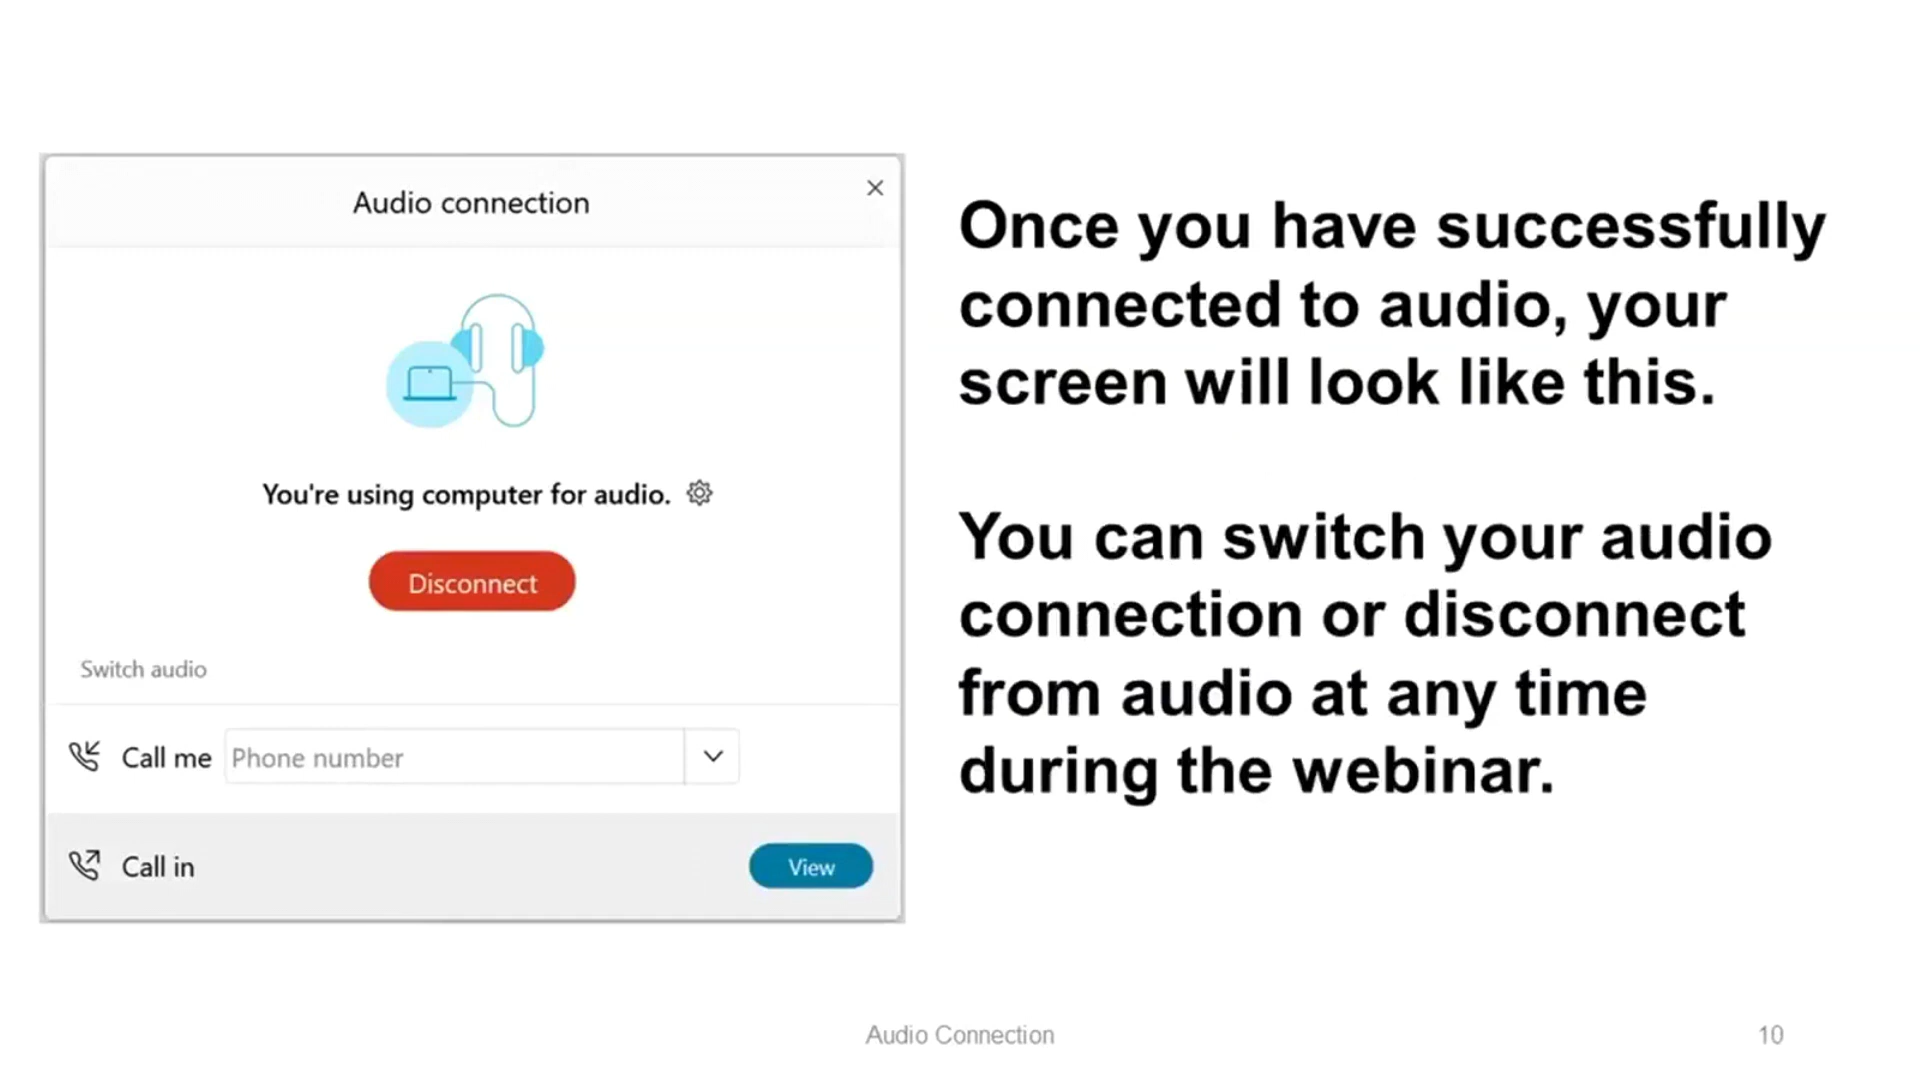 Audio connection
You're using computer for audio.
Disconnect
Switch audio
Call me
Phone number
Call in
View
Once you have successfully
connected to audio, your
screen will look like this.
You can switch your audio
connection or disconnect
from audio at any time
during the webinar.
Audio Connection
10